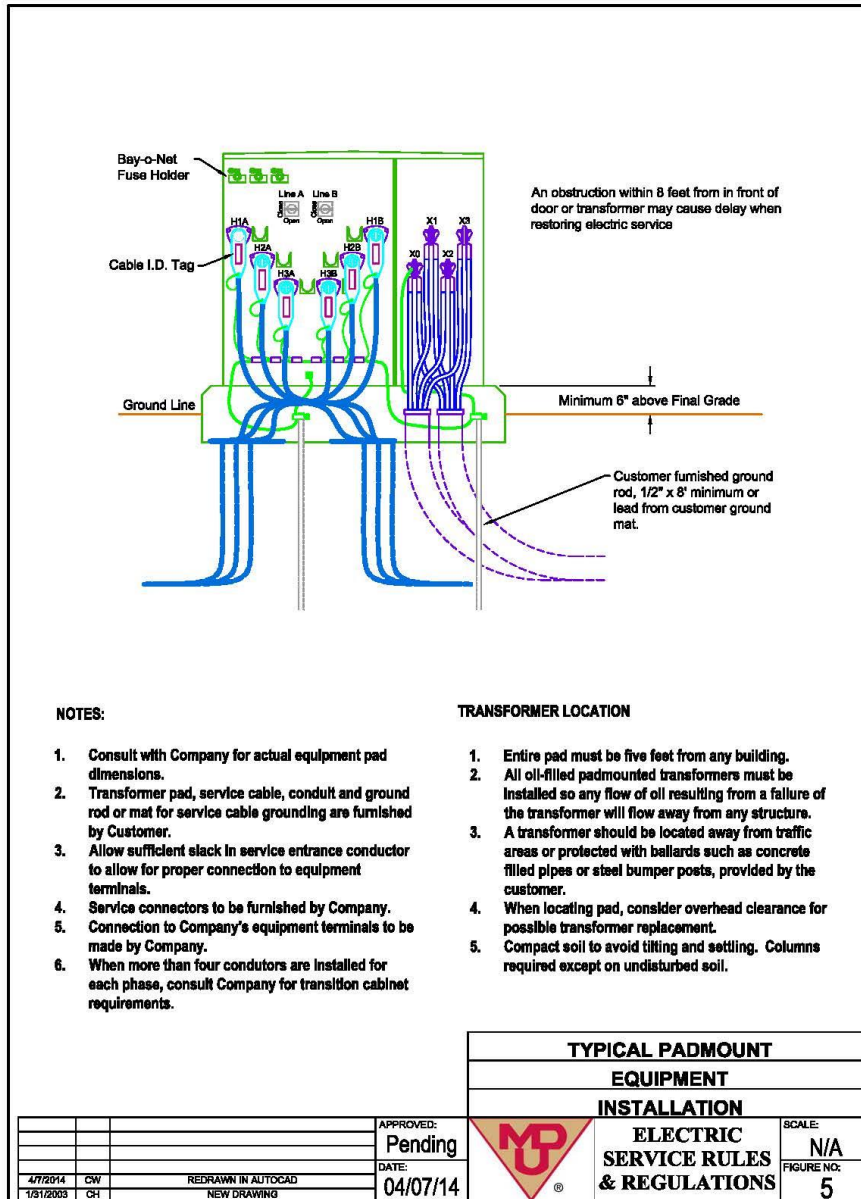 Bay-o-Net
Fuse Holder
Line A
Line B
Close
Open
Close
Open
An obstruction within 8 feet from in front of
door or transformer may cause delay when
restoring electric service
H1A
H2A
H3A
H3B
H2B
H1B
X0
X1
X2
X3
Cable I.D. Tag
Ground Line
Minimum 6" above Final Grade
Customer furnished ground
rod, 1/2" x 8' minimum or
lead from customer ground
mat.
NOTES:
1. Consult with Company for actual equipment pad
dimensions.
2. Transformer pad, service cable, conduit and ground
rod or mat for service cable grounding are furnished
by Customer.
3. Allow sufficient slack in service entrance conductor
to allow for proper connection to equipment
terminals.
4. Service connectors to be furnished by Company.
5. Connection to Company's equipment terminals to be
made by Company.
6. When more than four condutors are installed for
each phase, consult Company for transition cabinet
requirements.
TRANSFORMER LOCATION
1. Entire pad must be five feet from any building.
2. All oil-filled padmounted transformers must be
installed so any flow of oil resulting from a failure of
the transformer will flow away from any structure.
3. A transformer should be located away from traffic
areas or protected with ballards such as concrete
filled pipes or steel bumper posts, provided by the
customer.
4. When locating pad, consider overhead clearance for
possible transformer replacement.
5. Compact soil to avoid tilting and settling. Columns
required except on undisturbed soil.
TYPICAL PADMOUNT
EQUIPMENT
INSTALLATION
4/7/2014 CW REDRAWN IN AUTOCAD
1/31/2003 CH NEW DRAWING
APPROVED:
Pending
DATE:
04/07/14
MDU
®
ELECTRIC
SERVICE RULES
& REGULATIONS
SCALE:
N/A
FIGURE NO:
5